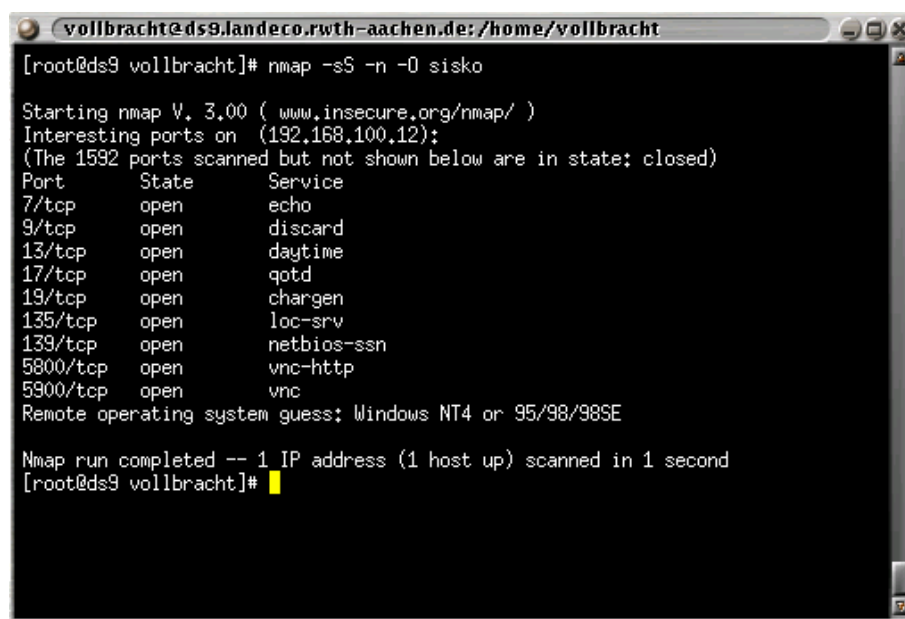 vollbracht@ds9.landeco.rwth-aachen.de:/home/vollbracht
[root@ds9 vollbracht]# nmap -sS -n -O sisko
Starting nmap V. 3.00 ( www.insecure.org/nmap/ )
Interesting ports on  (192.168.100.12):
(The 1592 ports scanned but not shown below are in state: closed)
Port       State       Service
7/tcp      open        echo
9/tcp      open        discard
13/tcp     open        daytime
17/tcp     open        qotd
19/tcp     open        chargen
135/tcp    open        loc-srv
139/tcp    open        netbios-ssn
5800/tcp   open        vnc-http
5900/tcp   open        vnc
Remote operating system guess: Windows NT4 or 95/98/98SE
Nmap run completed -- 1 IP address (1 host up) scanned in 1 second
[root@ds9 vollbracht]#